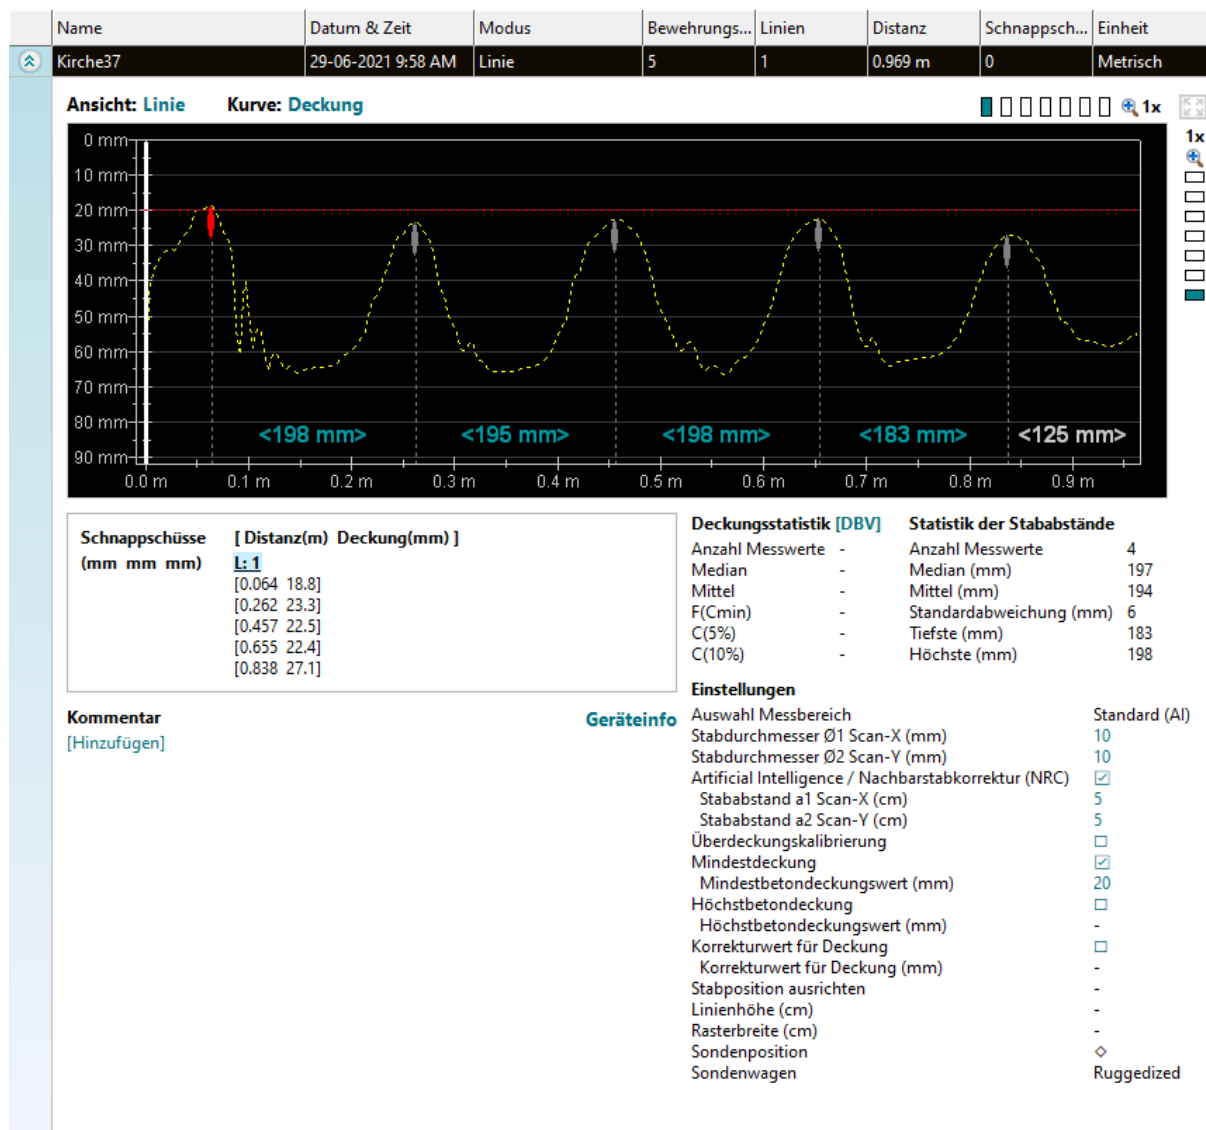 Name Datum & Zeit Modus Bewehrungs... Linien Distanz Schnappsch... Einheit
Kirche37 29-06-2021 9:58 AM Linie 5 1 0.969 m 0 Metrisch
Ansicht: Linie Kurve: Deckung 1x
1x
0 mm
10 mm
20 mm
30 mm
40 mm
50 mm
60 mm
70 mm
80 mm
90 mm
<198 mm> <195 mm> <198 mm> <183 mm> <125 mm>
0.0 m 0.1 m 0.2 m 0.3 m 0.4 m 0.5 m 0.6 m 0.7 m 0.8 m 0.9 m
Schnappschüsse [ Distanz(m) Deckung(mm) ]
(mm mm mm) L: 1
[0.064 18.8]
[0.262 23.3]
[0.457 22.5]
[0.655 22.4]
[0.838 27.1]
Kommentar Geräteinfo
[Hinzufügen]
Deckungsstatistik [DBV]
Anzahl Messwerte -
Median -
Mittel -
F(Cmin) -
C(5%) -
C(10%) -
Statistik der Stababstände
Anzahl Messwerte 4
Median (mm) 197
Mittel (mm) 194
Standardabweichung (mm) 6
Tiefste (mm) 183
Höchste (mm) 198
Einstellungen
Auswahl Messbereich Standard (AI)
Stabdurchmesser Ø1 Scan-X (mm) 10
Stabdurchmesser Ø2 Scan-Y (mm) 10
Artificial Intelligence / Nachbarstabkorrektur (NRC)
Stababstand a1 Scan-X (cm) 5
Stababstand a2 Scan-Y (cm) 5
Überdeckungskalibrierung
Mindestdeckung
Mindestbetondeckungswert (mm) 20
Höchstbetondeckung
Höchstbetondeckungswert (mm) -
Korrekturwert für Deckung
Korrekturwert für Deckung (mm) -
Stabposition ausrichten -
Linienhöhe (cm) -
Rasterbreite (cm) -
Sondenposition
Sondenwagen Ruggedized